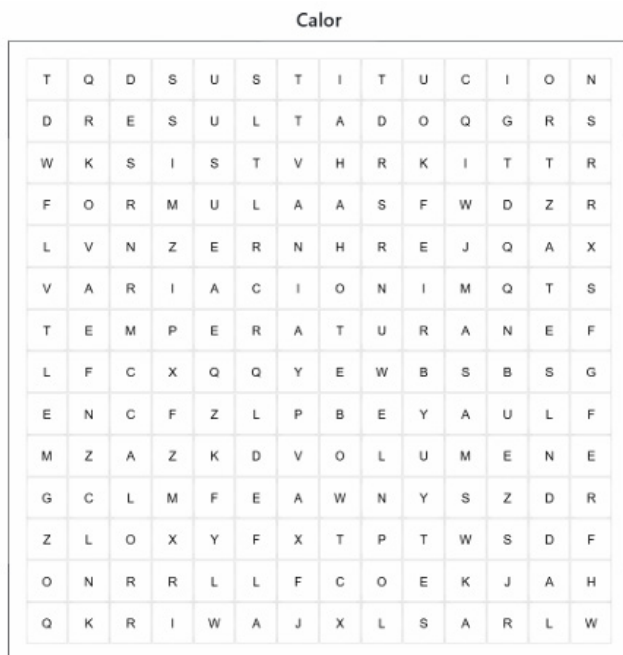 Calor
T Q D S U S T I T U C I O N
D R E S U L T A D O Q G R S
W K S I S T V H R K I T T R
F O R M U L A A S F W D Z R
L V N Z E R N H R E J Q A X
V A R I A C I O N I M Q T S
T E M P E R A T U R A N E F
L F C X Q Q Y E W B S B S G
E N C F Z L P B E Y A U L F
M Z A Z K D V O L U M E N E
G C L M F E A W N Y S Z D R
Z L O X Y F X T P T W S D F
O N R R L L F C O E K J A H
Q K R I W A J X L S A R L W